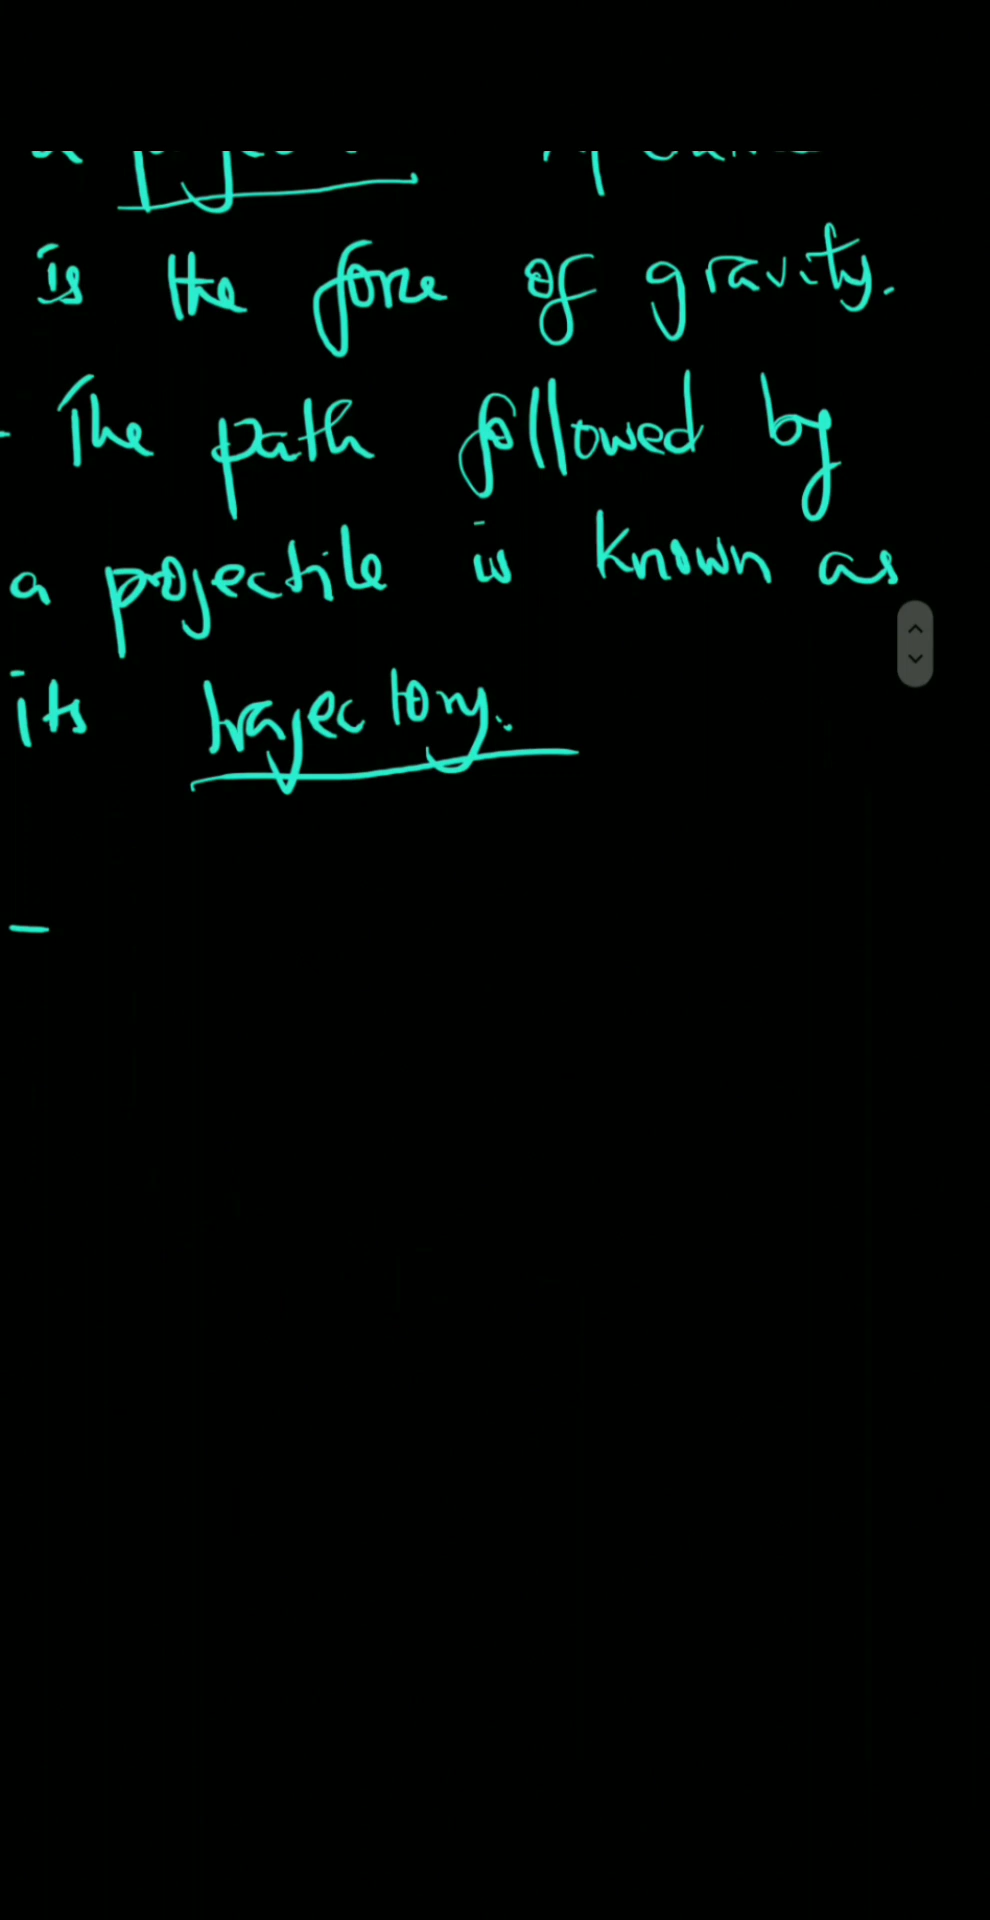 is the force of gravity.
- The path followed by
a projectile is known as
its trajectory.
-